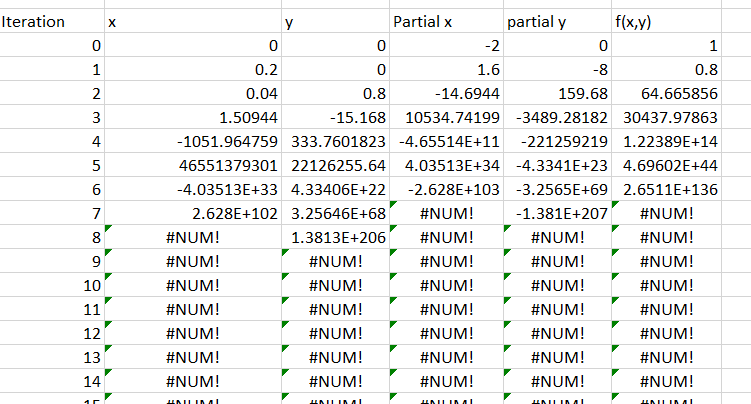 Iteration x y Partial x partial y f(x,y)
0 0 0 -2 0 1
1 0.2 0 1.6 -8 0.8
2 0.04 0.8 -14.6944 159.68 64.665856
3 1.50944 -15.168 10534.74199 -3489.28182 30437.97863
4 -1051.964759 333.7601823 -4.65514E+11 -221259219 1.22389E+14
5 46551379301 22126255.64 4.03513E+34 -4.3341E+23 4.69602E+44
6 -4.03513E+33 4.33406E+22 -2.628E+103 -3.2565E+69 2.6511E+136
7 2.628E+102 3.25646E+68 #NUM! -1.381E+207 #NUM!
8 #NUM! 1.3813E+206 #NUM! #NUM! #NUM!
9 #NUM! #NUM! #NUM! #NUM! #NUM!
10 #NUM! #NUM! #NUM! #NUM! #NUM!
11 #NUM! #NUM! #NUM! #NUM! #NUM!
12 #NUM! #NUM! #NUM! #NUM! #NUM!
13 #NUM! #NUM! #NUM! #NUM! #NUM!
14 #NUM! #NUM! #NUM! #NUM! #NUM!